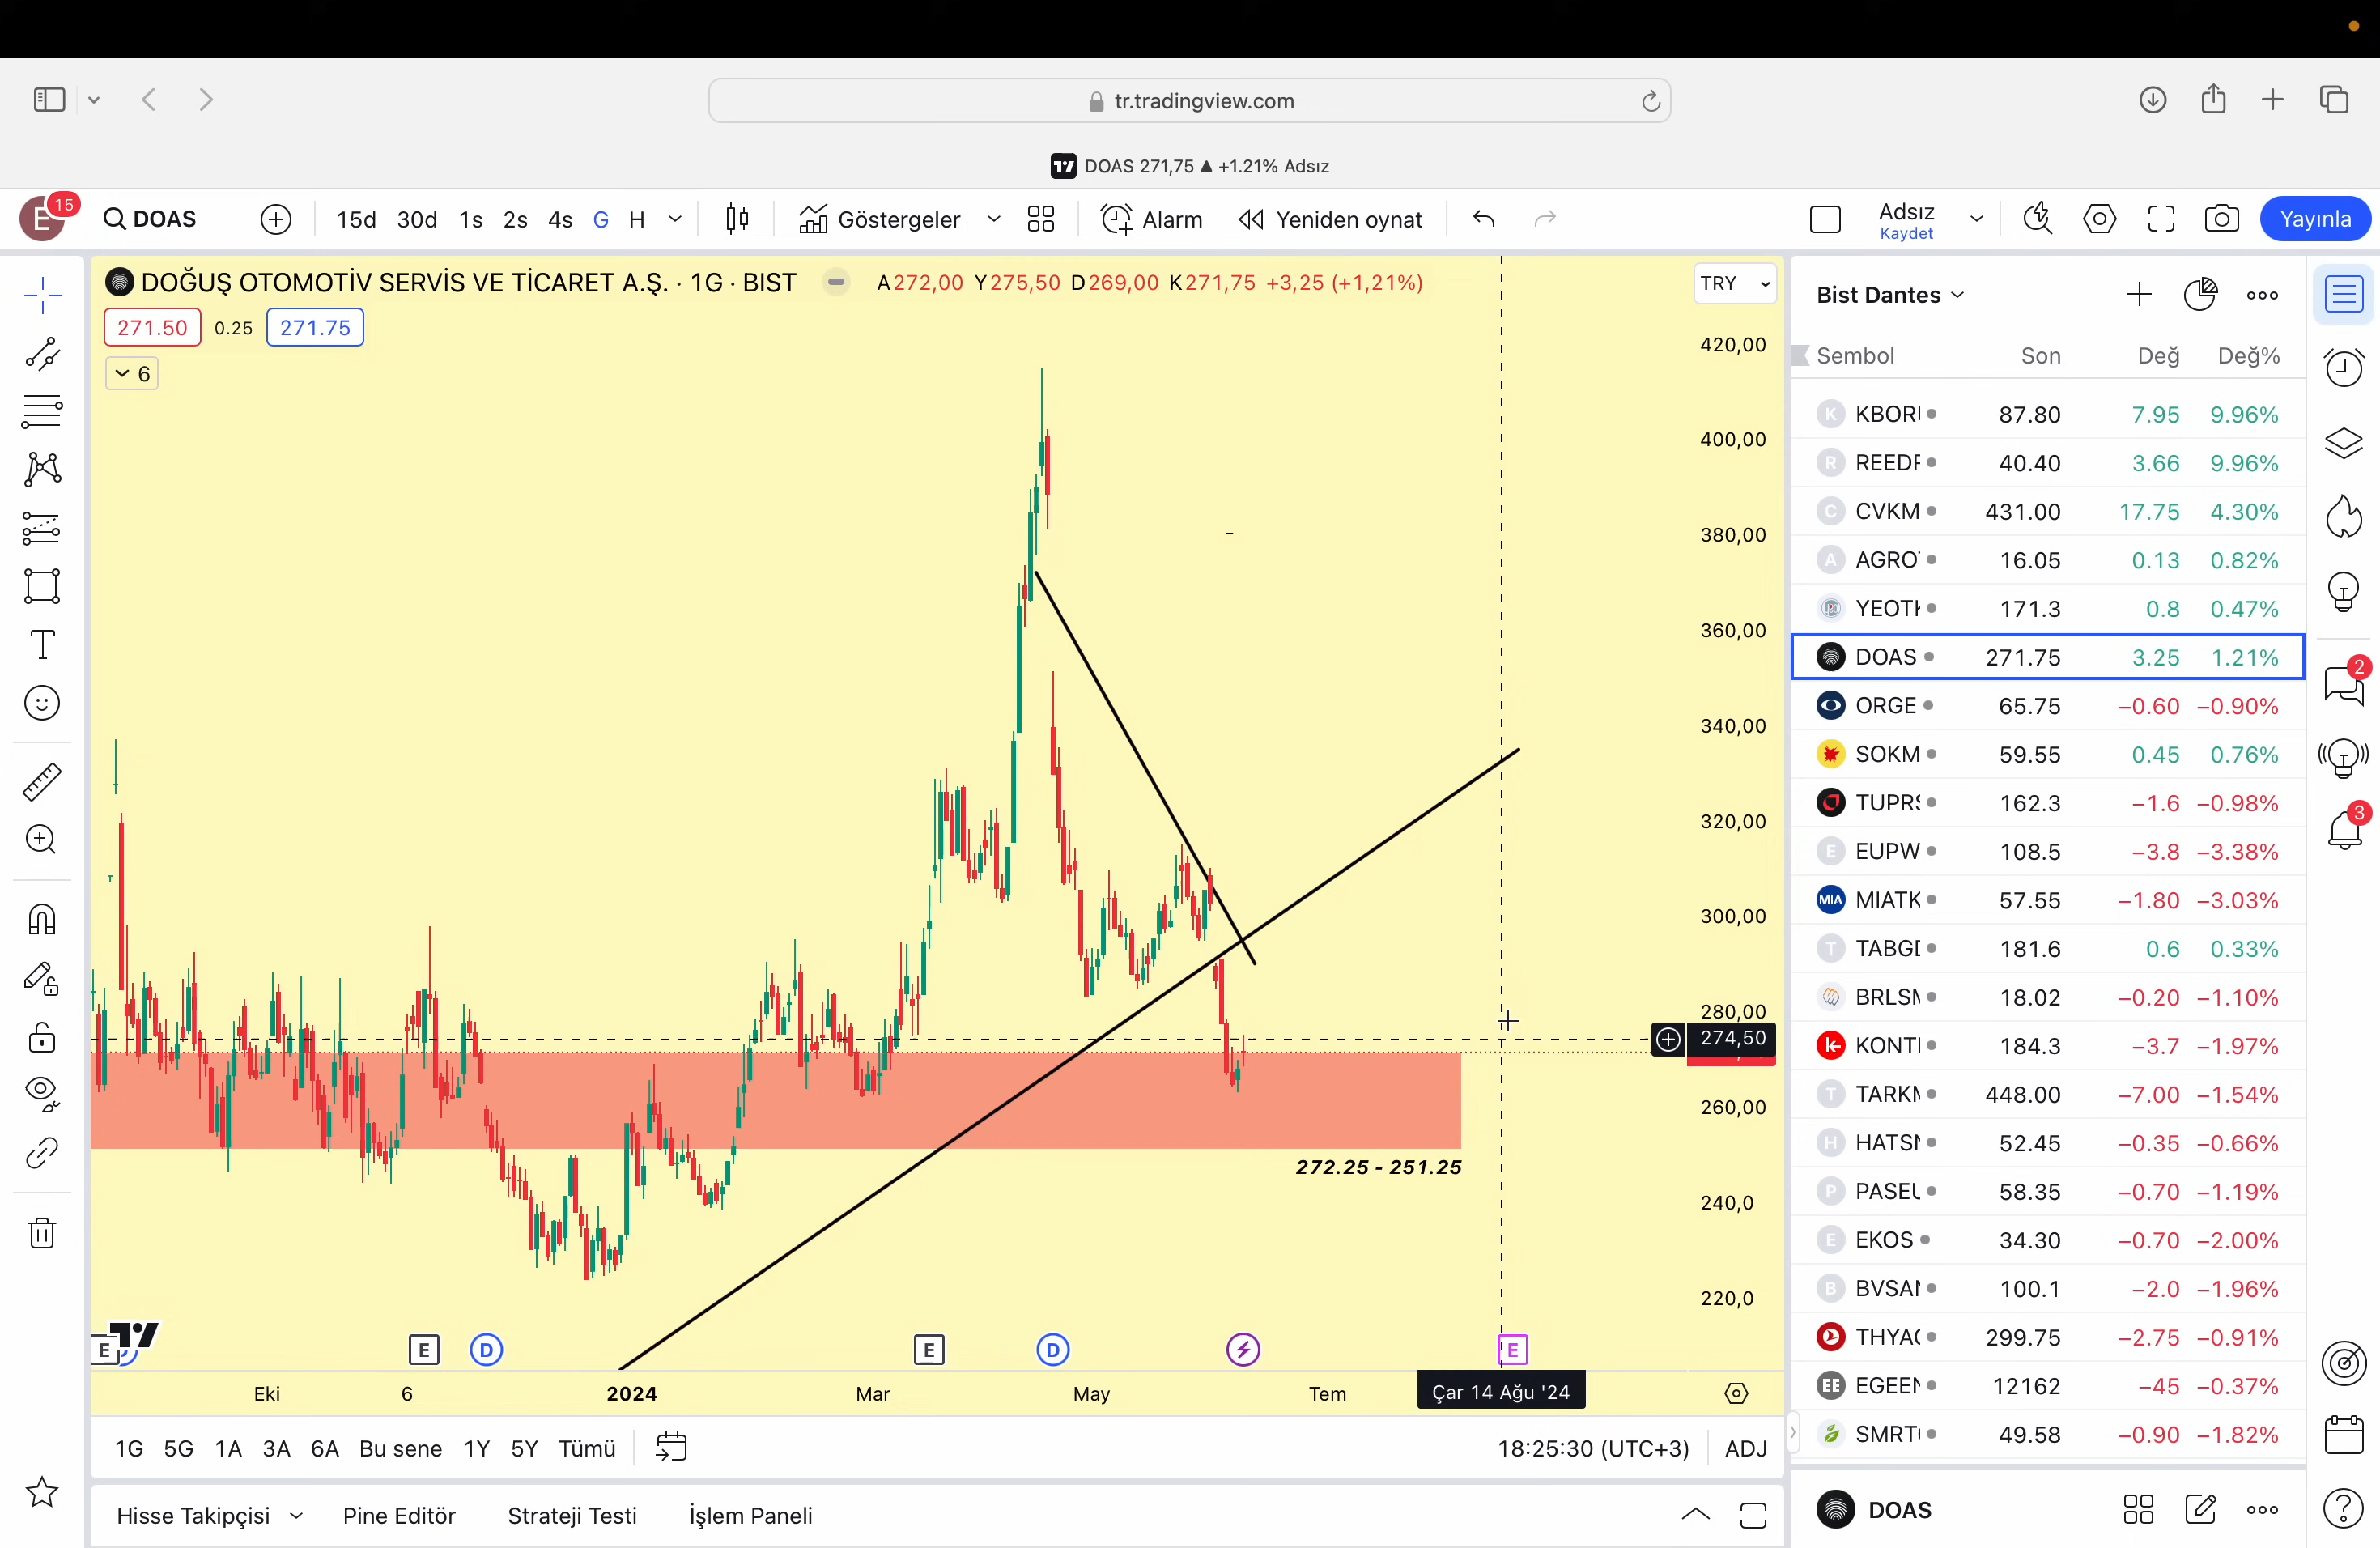 tr.tradingview.com
DOAS 271,75 ▲ +1.21% Adsız
E 15
DOAS
15d 30d 1s 2s 4s G H
Göstergeler
Alarm
Yeniden oynat
Adsız
Kaydet
Yayınla
DOĞUŞ OTOMOTİV SERVİS VE TİCARET A.Ş. · 1G · BIST
A272,00 Y275,50 D269,00 K271,75 +3,25 (+1,21%)
TRY
271.50 0.25 271.75
6
420,00
400,00
380,00
360,00
340,00
320,00
300,00
280,00
274,50
260,00
240,0
220,0
272.25 - 251.25
E E D E D E
Eki 6 2024 Mar May Tem Çar 14 Ağu '24
1G 5G 1A 3A 6A Bu sene 1Y 5Y Tümü
18:25:30 (UTC+3) ADJ
Hisse Takipçisi Pine Editör Strateji Testi İşlem Paneli
Bist Dantes
Sembol Son Değ Değ%
K KBOR 87.80 7.95 9.96%
R REEDF 40.40 3.66 9.96%
C CVKM 431.00 17.75 4.30%
A AGRO 16.05 0.13 0.82%
YEOTK 171.3 0.8 0.47%
DOAS 271.75 3.25 1.21%
ORGE 65.75 −0.60 −0.90%
SOKM 59.55 0.45 0.76%
TUPRS 162.3 −1.6 −0.98%
E EUPW 108.5 −3.8 −3.38%
MIA MIATK 57.55 −1.80 −3.03%
T TABGD 181.6 0.6 0.33%
BRLSM 18.02 −0.20 −1.10%
KONT 184.3 −3.7 −1.97%
T TARKM 448.00 −7.00 −1.54%
H HATS 52.45 −0.35 −0.66%
P PASEU 58.35 −0.70 −1.19%
E EKOS 34.30 −0.70 −2.00%
B BVSAN 100.1 −2.0 −1.96%
THYAO 299.75 −2.75 −0.91%
EE EGEEN 12162 −45 −0.37%
SMRT 49.58 −0.90 −1.82%
DOAS
2
3